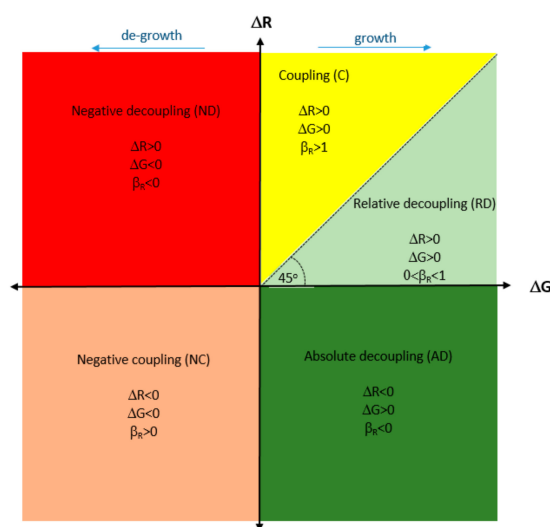 ΔR
de-growth
growth
Coupling (C)
ΔR>0
ΔG>0
βR>1
Negative decoupling (ND)
ΔR>0
ΔG<0
βR<0
Relative decoupling (RD)
ΔR>0
ΔG>0
0<βR<1
45o
ΔG
Negative coupling (NC)
ΔR<0
ΔG<0
βR>0
Absolute decoupling (AD)
ΔR<0
ΔG>0
βR<0